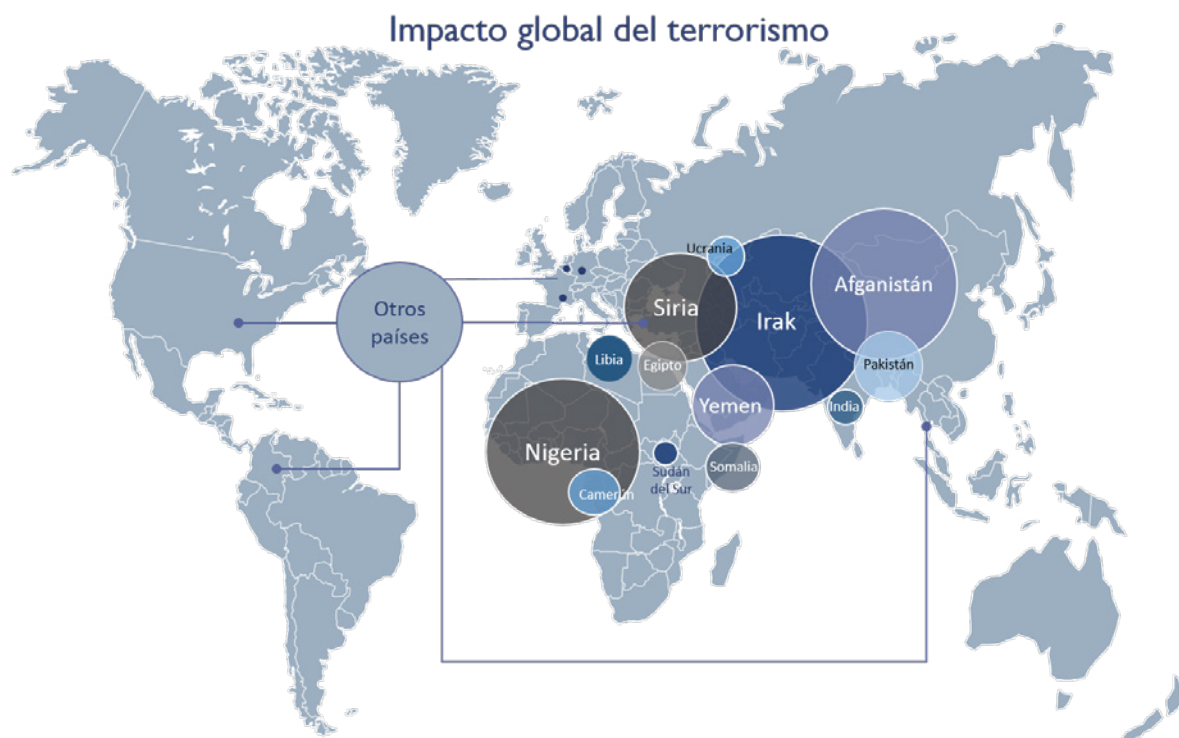 Impacto global del terrorismo
Ucrania
Afganistán
Siria
Irak
Otros
países
Libia
Egipto
Pakistán
Yemen
India
Nigeria
Somalia
Sudán
del Sur
Camerún